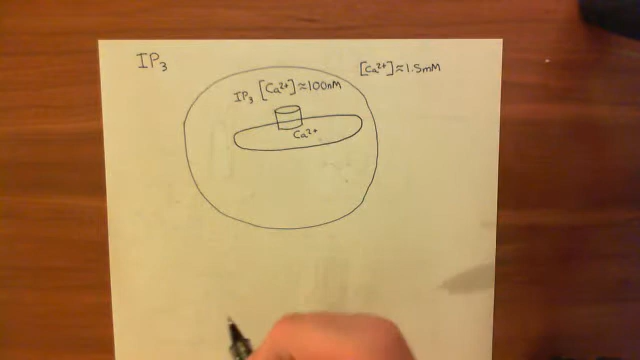 IP₃
[Ca²⁺]≈1.5mM
IP₃ [Ca²⁺]≈100nM
Ca²⁺